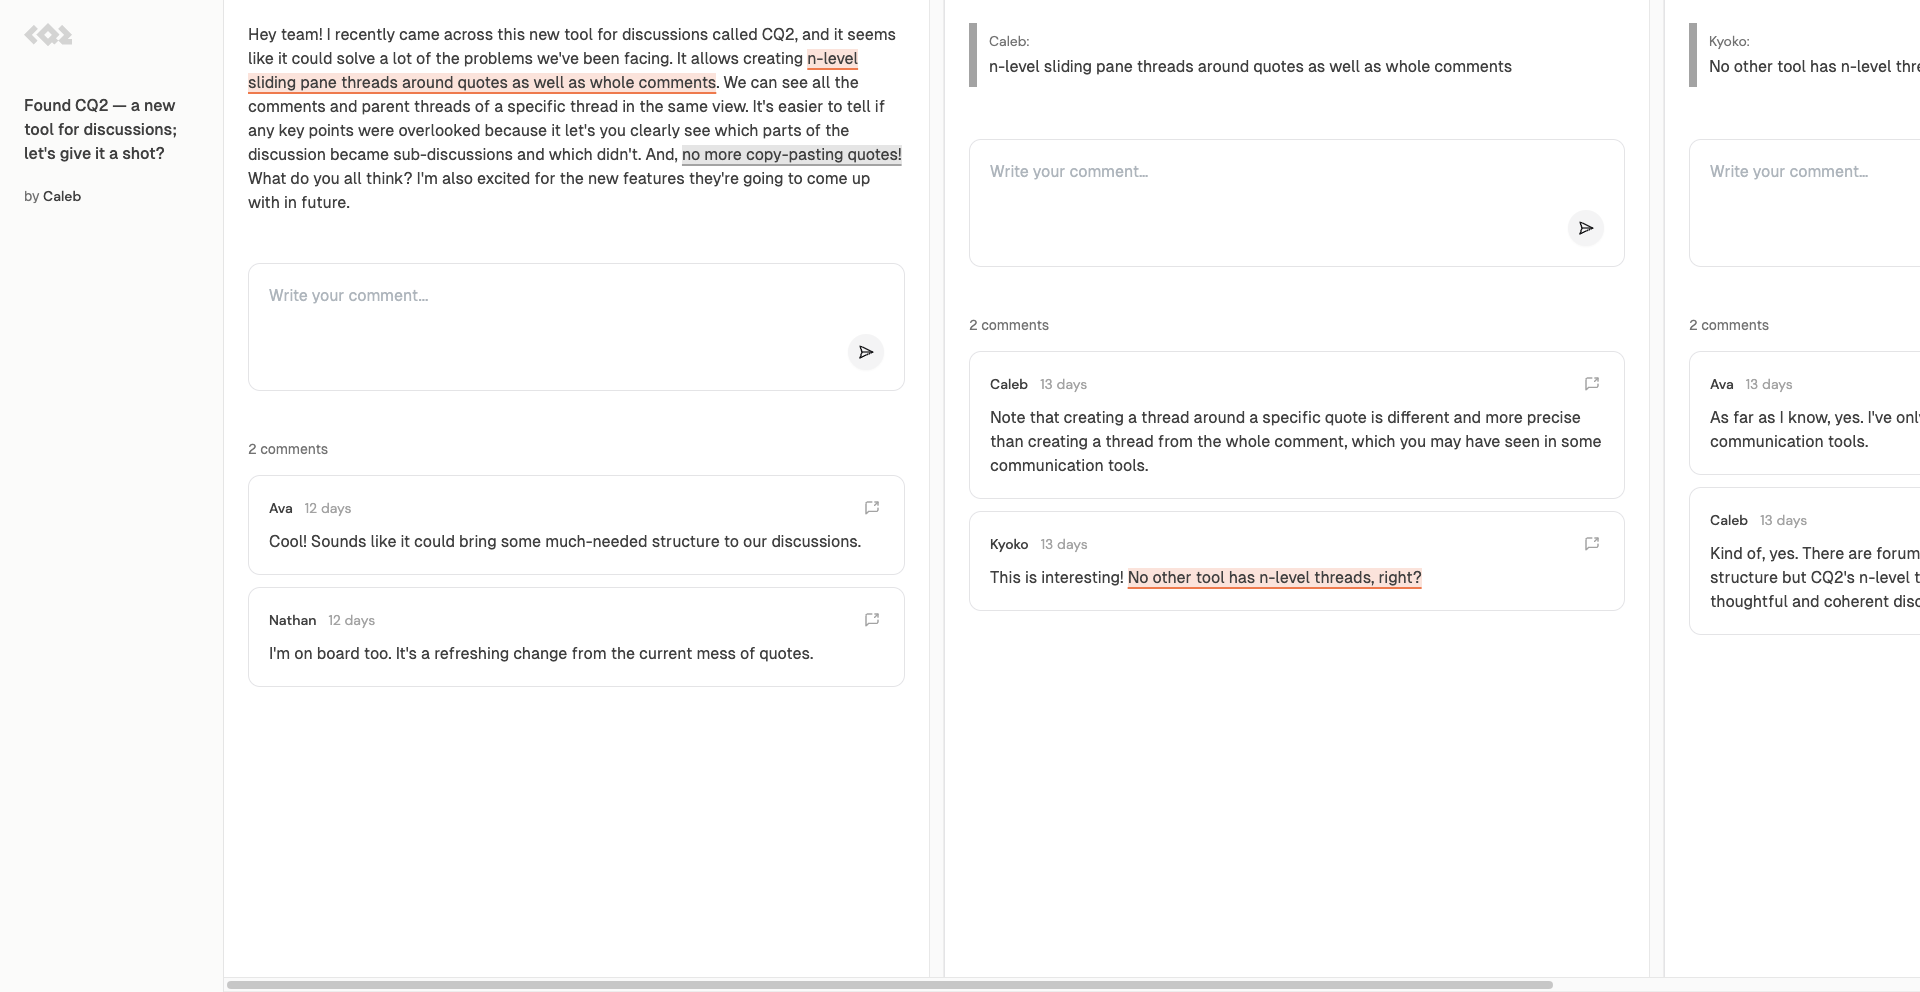 CQ2
Found CQ2 — a new
tool for discussions;
let's give it a shot?
by Caleb
Hey team! I recently came across this new tool for discussions called CQ2, and it seems
like it could solve a lot of the problems we've been facing. It allows creating n-level
sliding pane threads around quotes as well as whole comments. We can see all the
comments and parent threads of a specific thread in the same view. It's easier to tell if
any key points were overlooked because it let's you clearly see which parts of the
discussion became sub-discussions and which didn't. And, no more copy-pasting quotes!
What do you all think? I'm also excited for the new features they're going to come up
with in future.
Write your comment...
2 comments
Ava 12 days
Cool! Sounds like it could bring some much-needed structure to our discussions.
Nathan 12 days
I'm on board too. It's a refreshing change from the current mess of quotes.
Caleb:
n-level sliding pane threads around quotes as well as whole comments
Write your comment...
2 comments
Caleb 13 days
Note that creating a thread around a specific quote is different and more precise
than creating a thread from the whole comment, which you may have seen in some
communication tools.
Kyoko 13 days
This is interesting! No other tool has n-level threads, right?
Kyoko:
No other tool has n-level
Write your comment...
2 comments
Ava 13 days
As far as I know, yes. I've
communication tools.
Caleb 13 days
Kind of, yes. There are
structure but CQ2's n-level
thoughtful and coherent